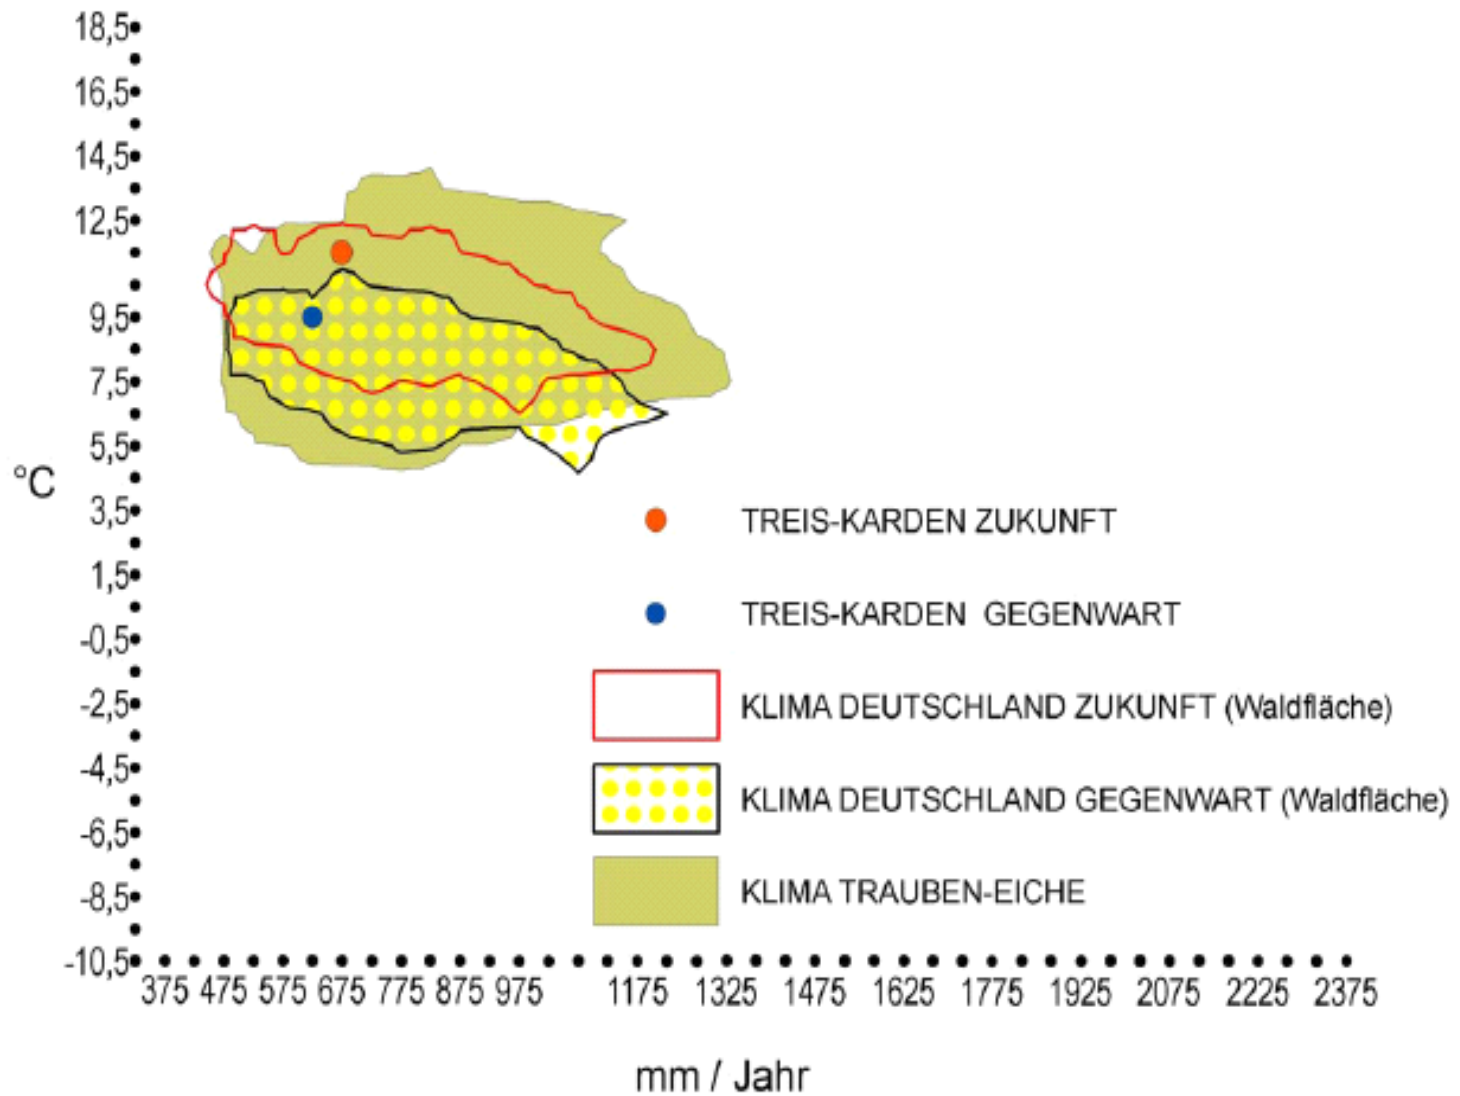 18,5
16,5
14,5
12,5
9,5
7,5
5,5
°C
3,5
1,5
-0,5
-2,5
-4,5
-6,5
-8,5
-10,5
TREIS-KARDEN ZUKUNFT
TREIS-KARDEN GEGENWART
KLIMA DEUTSCHLAND ZUKUNFT (Waldfläche)
KLIMA DEUTSCHLAND GEGENWART (Waldfläche)
KLIMA TRAUBEN-EICHE
375 475 575 675 775 875 975 1175 1325 1475 1625 1775 1925 2075 2225 2375
mm / Jahr